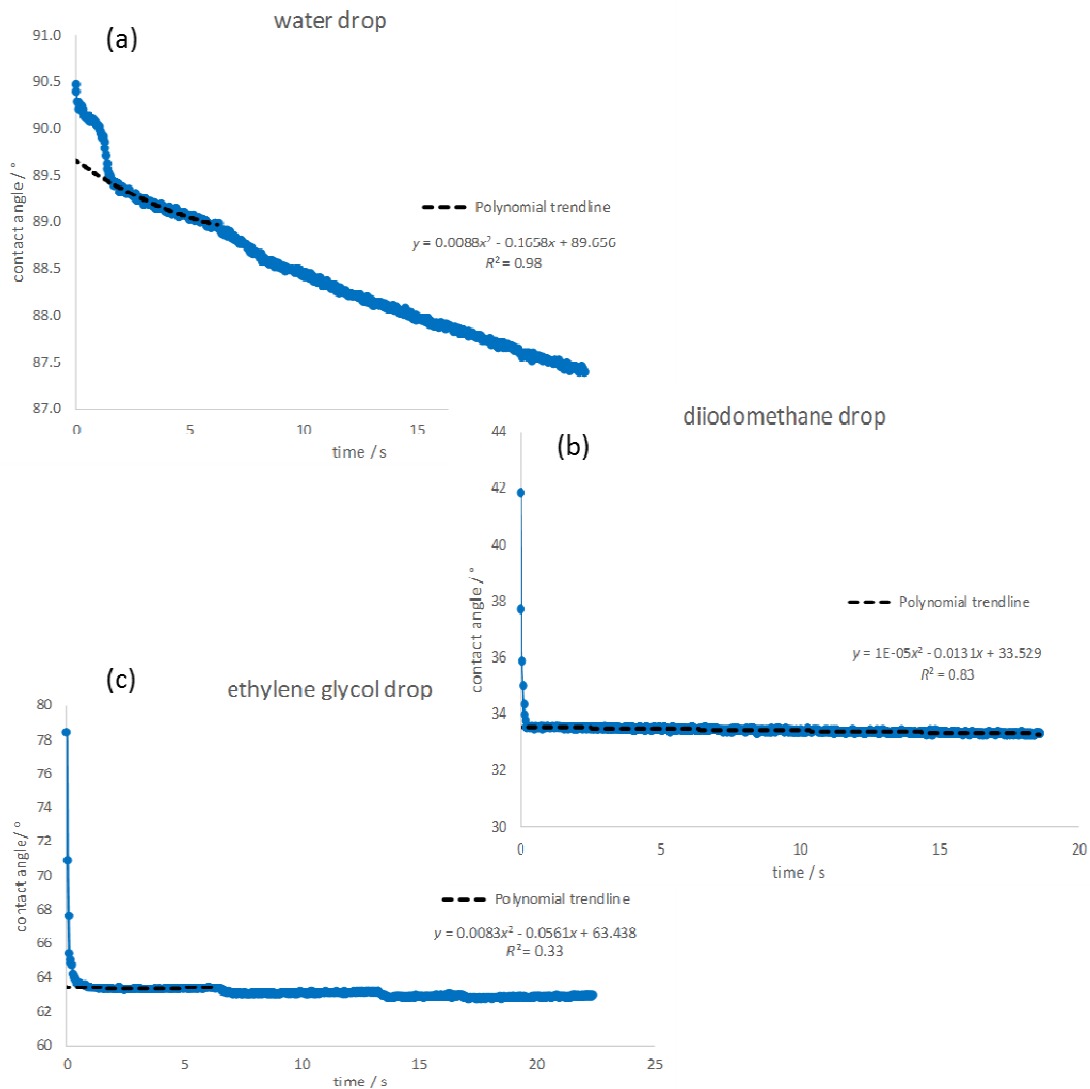 water drop
(a)
91.0
90.5
90.0
89.5
89.0
88.5
88.0
87.5
87.0
contact angle / °
0
5
10
15
time / s
Polynomial trendline
y = 0.0088x² - 0.1658x + 89.656
R² = 0.98
diiodomethane drop
(b)
44
42
40
38
36
34
32
30
contact angle / °
0
5
10
15
20
time / s
Polynomial trendline
y = 1E-05x² - 0.0131x + 33.529
R² = 0.83
(c)
ethylene glycol drop
80
78
76
74
72
70
68
66
64
62
60
contact angle / °
0
5
10
15
20
25
time / s
Polynomial trendline
y = 0.0083x² - 0.0561x + 63.438
R² = 0.33